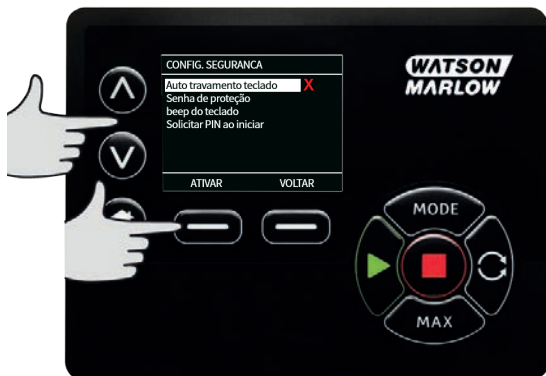 CONFIG. SEGURANCA
Auto travamento teclado X
Senha de proteção
beep do teclado
Solicitar PIN ao iniciar
ATIVAR VOLTAR
WATSON
MARLOW
MODE
MAX